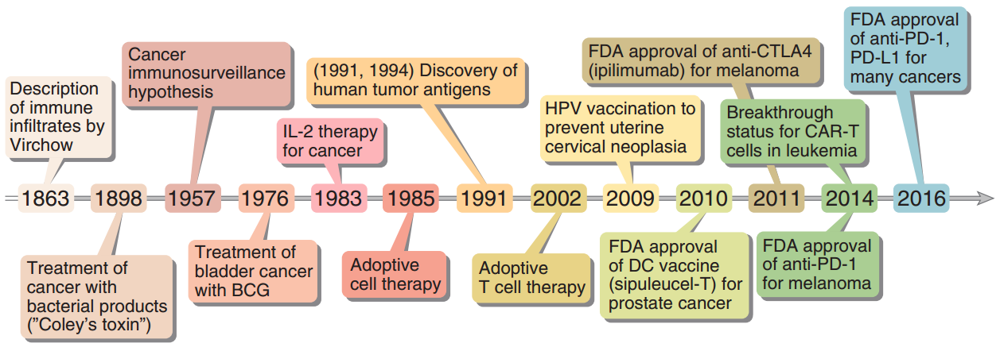 FDA approval
of anti-PD-1,
PD-L1 for
many cancers
Cancer
immunosurveillance
hypothesis
(1991, 1994) Discovery of
human tumor antigens
FDA approval of anti-CTLA4
(ipilimumab) for melanoma
Description
of immune
infiltrates by
Virchow
IL-2 therapy
for cancer
HPV vaccination to
prevent uterine
cervical neoplasia
Breakthrough
status for CAR-T
cells in leukemia
1863 1898 1957 1976 1983 1985 1991 2002 2009 2010 2011 2014 2016
Treatment of
cancer with
bacterial products
(”Coley’s toxin”)
Treatment of
bladder cancer
with BCG
Adoptive
cell therapy
Adoptive
T cell therapy
FDA approval
of DC vaccine
(sipuleucel-T) for
prostate cancer
FDA approval
of anti-PD-1
for melanoma